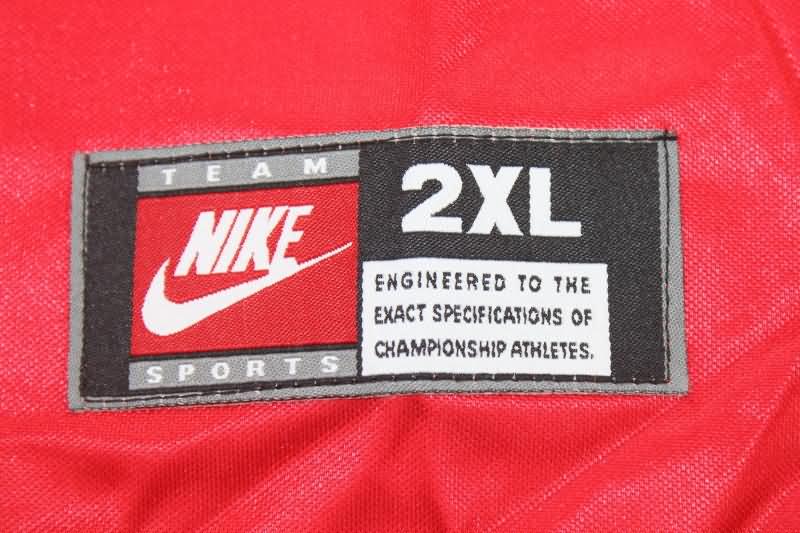 TEAM
NIKE
SPORTS
2XL
ENGINEERED TO THE
EXACT SPECIFICATIONS OF
CHAMPIONSHIP ATHLETES.